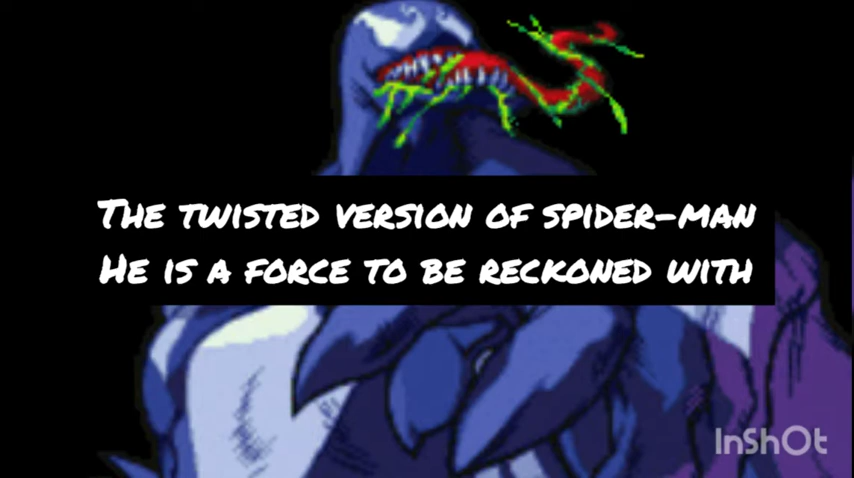 The twisted version of spider-man
He is a force to be reckoned with
InShOt